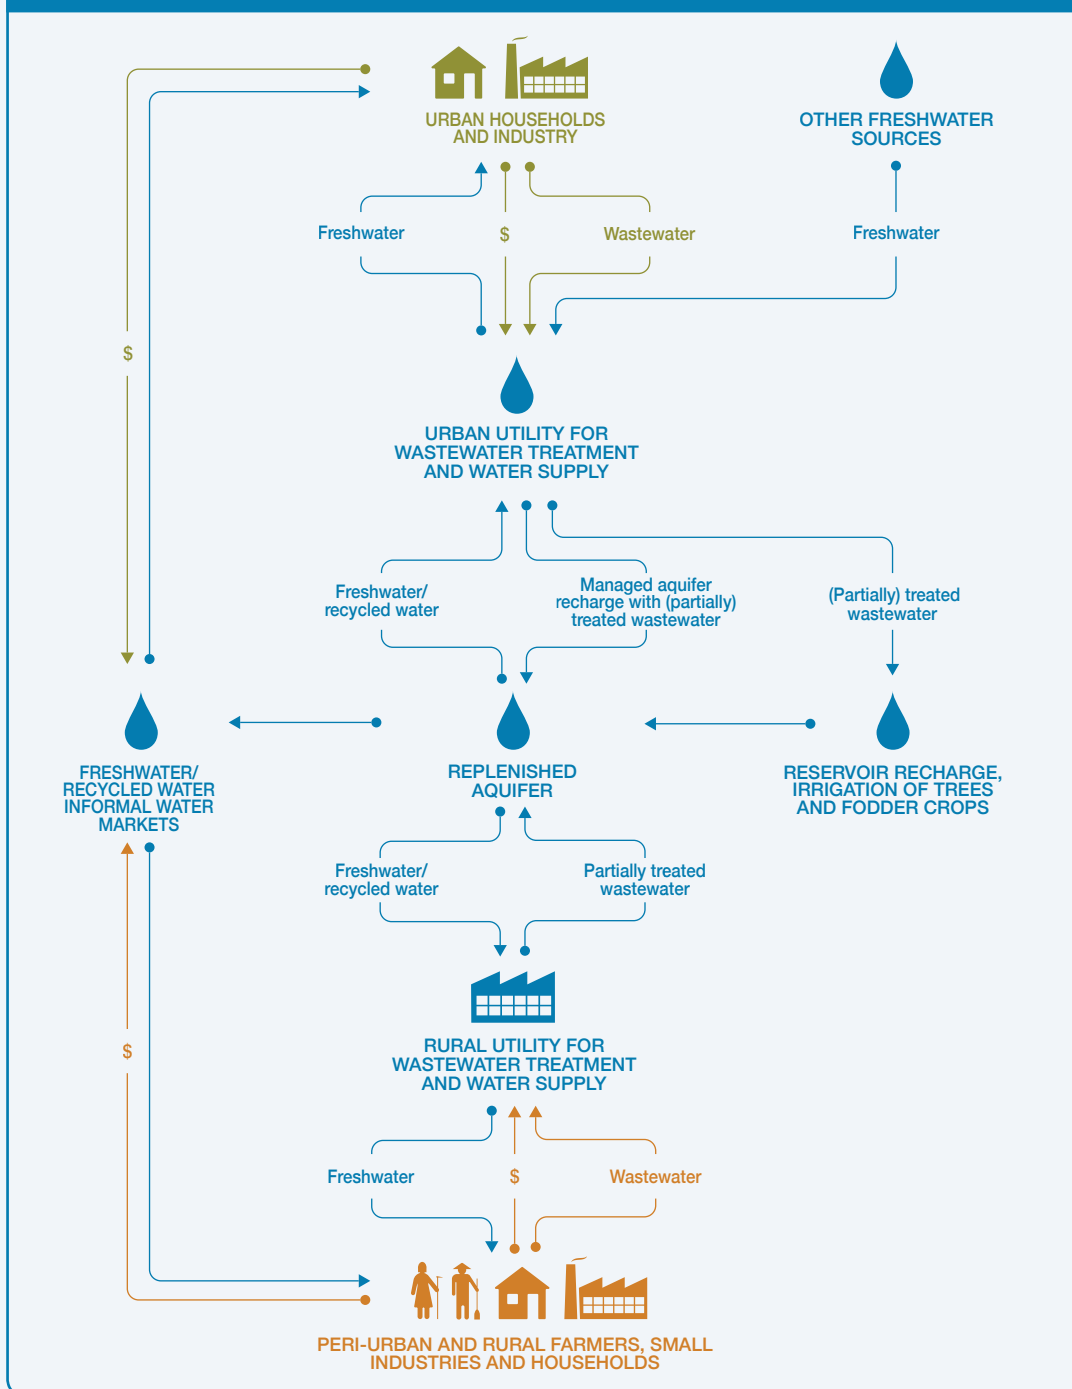 URBAN HOUSEHOLDS
AND INDUSTRY
OTHER FRESHWATER
SOURCES
Freshwater
$
Wastewater
Freshwater
$
URBAN UTILITY FOR
WASTEWATER TREATMENT
AND WATER SUPPLY
Freshwater/
recycled water
Managed aquifer
recharge with (partially)
treated wastewater
(Partially) treated
wastewater
FRESHWATER/
RECYCLED WATER
INFORMAL WATER
MARKETS
REPLENISHED
AQUIFER
RESERVOIR RECHARGE,
IRRIGATION OF TREES
AND FODDER CROPS
Freshwater/
recycled water
Partially treated
wastewater
$
RURAL UTILITY FOR
WASTEWATER TREATMENT
AND WATER SUPPLY
Freshwater
$
Wastewater
PERI-URBAN AND RURAL FARMERS, SMALL
INDUSTRIES AND HOUSEHOLDS